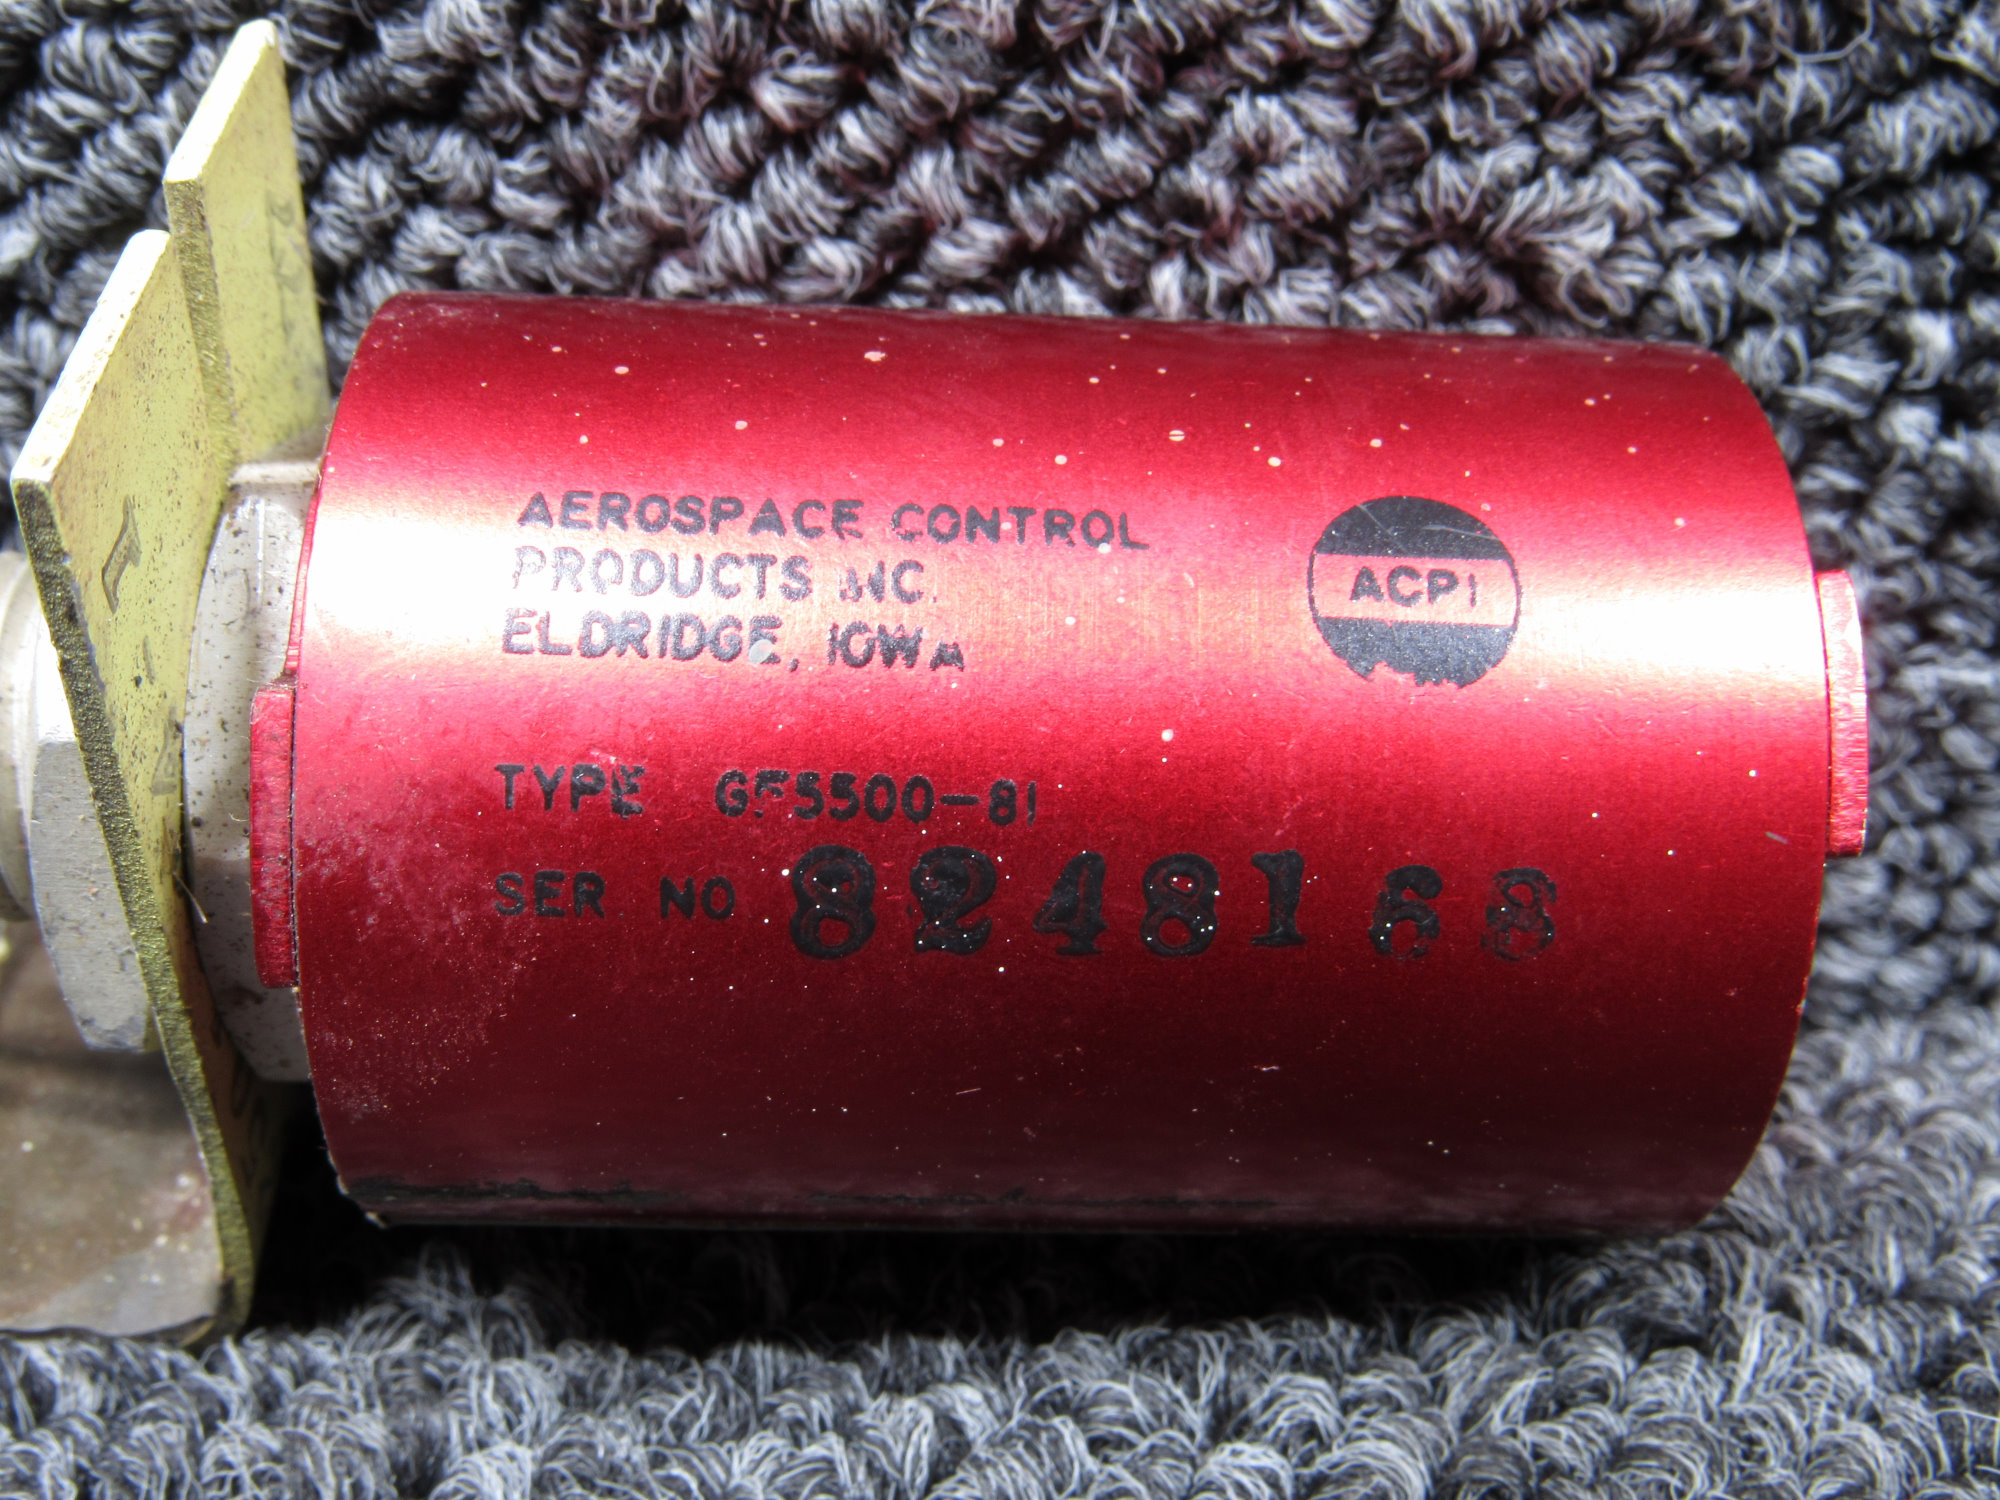 AEROSPACE CONTROL
PRODUCTS INC.
ELDRIDGE, IOWA
ACPI
TYPE GF5500-81
SER NO 8248168